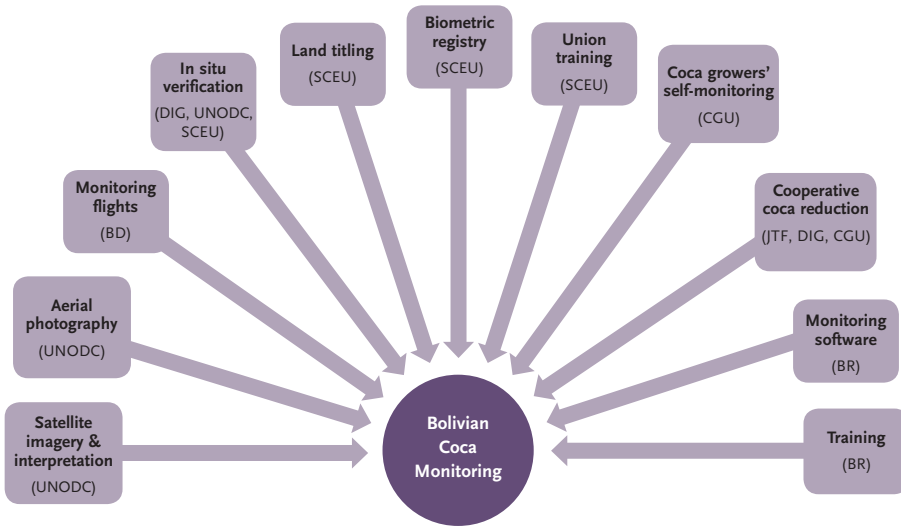 Satellite
imagery &
interpretation
(UNODC)
Aerial
photography
(UNODC)
Monitoring
flights
(BD)
In situ
verification
(DIG, UNODC,
SCEU)
Land titling
(SCEU)
Biometric
registry
(SCEU)
Union
training
(SCEU)
Coca growers’
self-monitoring
(CGU)
Cooperative
coca reduction
(JTF, DIG, CGU)
Monitoring
software
(BR)
Training
(BR)
Bolivian
Coca
Monitoring